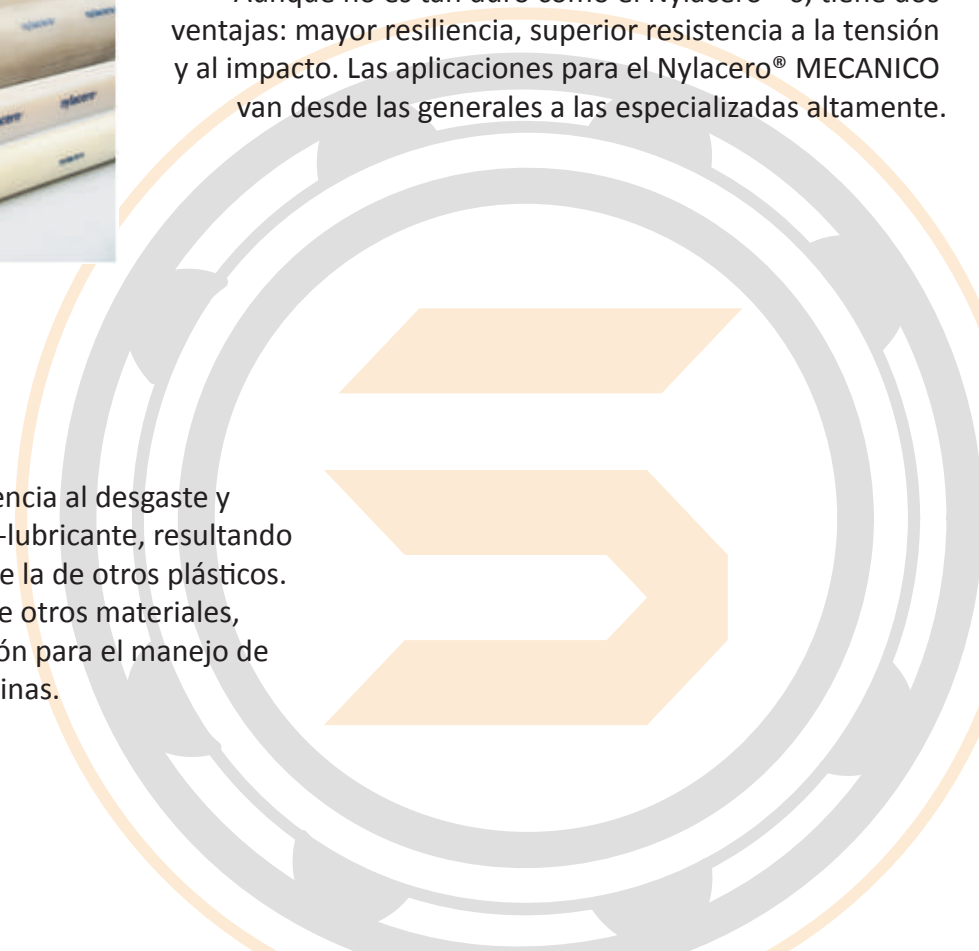 ventajas: mayor resiliencia, superior resistencia a la tensión
y al impacto. Las aplicaciones para el Nylacero® MECANICO
van desde las generales a las especializadas altamente.
nylacero
encia al desgaste y
-lubricante, resultando
e la de otros plásticos.
e otros materiales,
ón para el manejo de
inas.